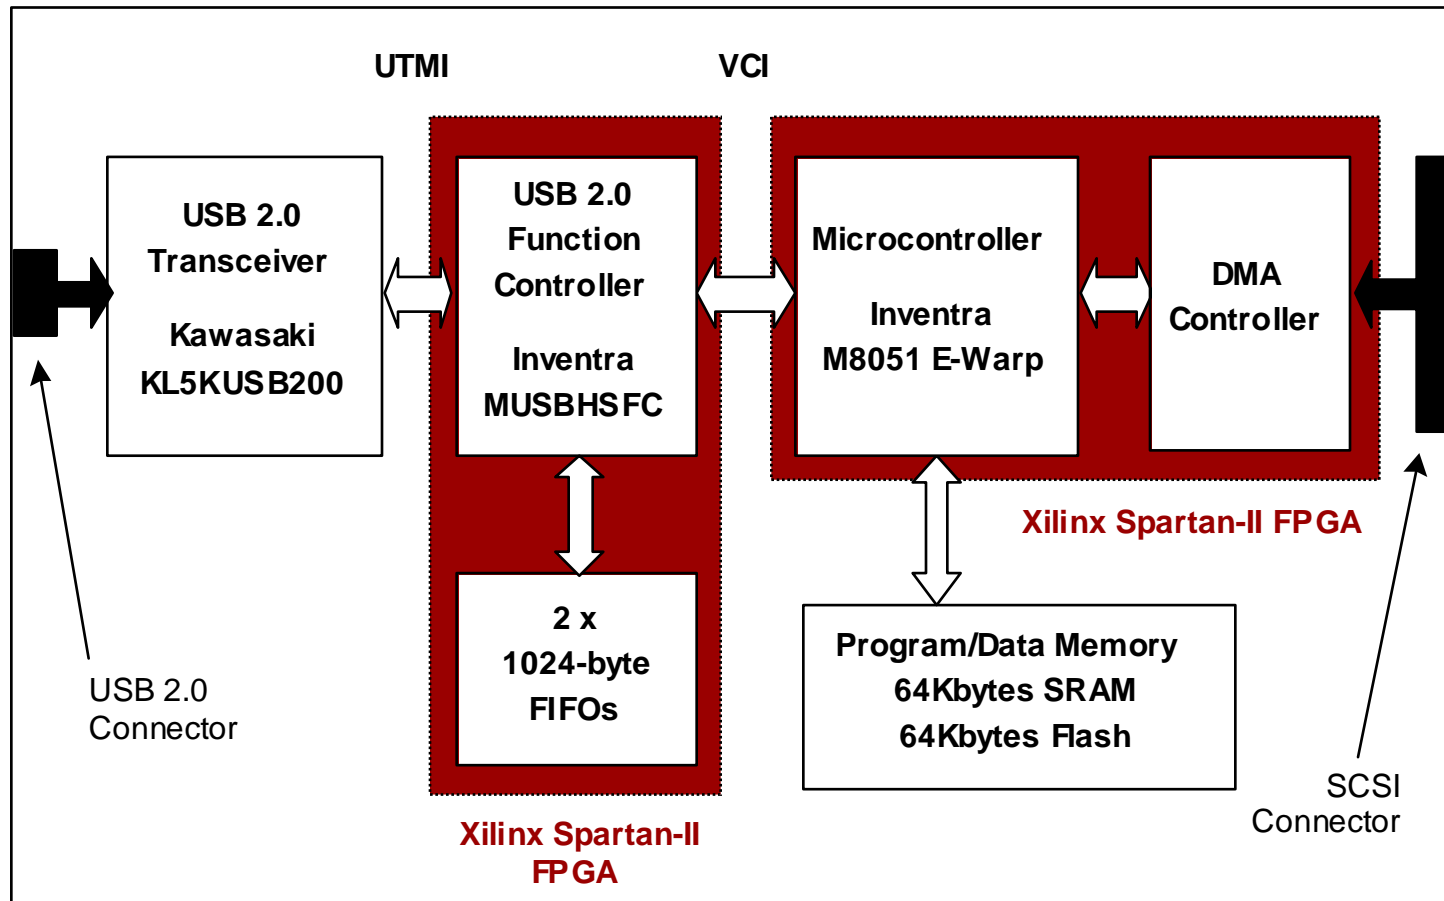 UTMI
VCI
USB 2.0
Transceiver
Kawasaki
KL5KUSB200
USB 2.0
Function
Controller
Inventra
MUSBHSFC
Microcontroller
Inventra
M8051 E-Warp
DMA
Controller
Xilinx Spartan-II FPGA
2 x
1024-byte
FIFOs
Program/Data Memory
64Kbytes SRAM
64Kbytes Flash
USB 2.0
Connector
SCSI
Connector
Xilinx Spartan-II
FPGA